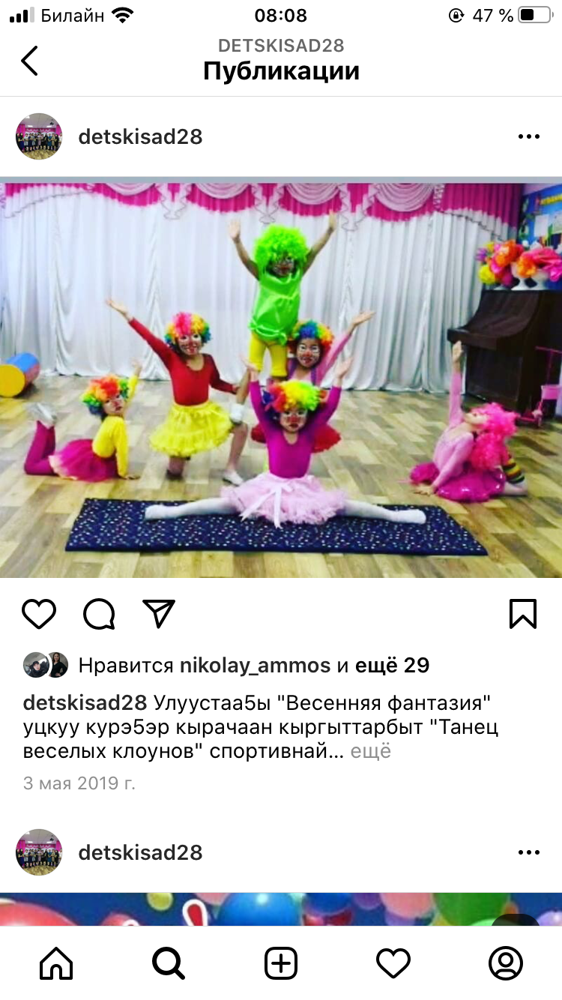 Билайн 08:08 47 %
DETSKISAD28
Публикации
detskisad28
Нравится nikolay_ammos и ещё 29
detskisad28 Улуустаа5ы "Весенняя фантазия"
уцкуу курэ5эр кырачаан кыргыттарбыт "Танец
веселых клоунов" спортивнай... ещё
3 мая 2019 г.
detskisad28